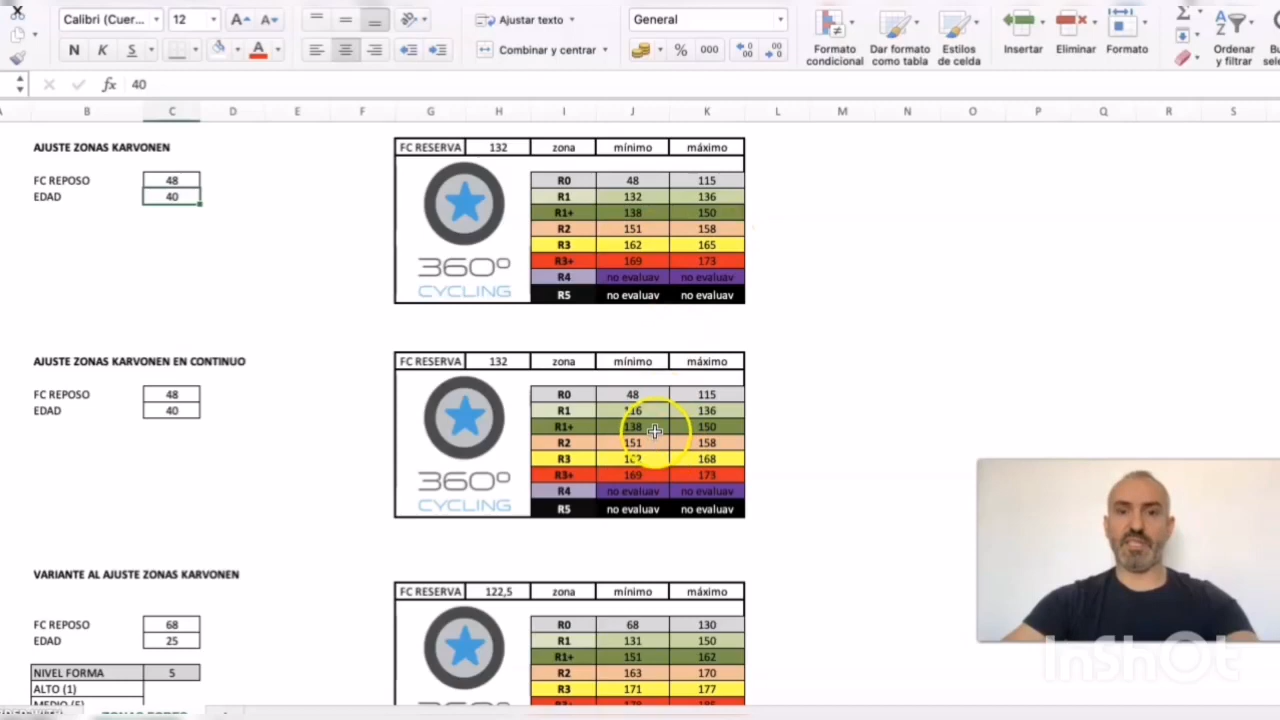 Calibri (Cuer... 12 A A Ajustar texto General
N K S A Combinar y centrar % 000
Formato condicional Dar formato como tabla Estilos de celda Insertar Eliminar Formato Ordenar y filtrar
fx 40
B C D E F G H I J K L M N O P Q R S
AJUSTE ZONAS KARVONEN FC RESERVA 132 zona mínimo máximo
FC REPOSO 48 R0 48 115
EDAD 40 R1 132 136
R1+ 138 150
R2 151 158
R3 162 165
R3+ 169 173
360º R4 no evaluav no evaluav
CYCLING R5 no evaluav no evaluav
AJUSTE ZONAS KARVONEN EN CONTINUO FC RESERVA 132 zona mínimo máximo
FC REPOSO 48 R0 48 115
EDAD 40 R1 116 136
R1+ 138 150
R2 151 158
R3 168
R3+ 169 173
360º R4 no evaluav no evaluav
CYCLING R5 no evaluav no evaluav
VARIANTE AL AJUSTE ZONAS KARVONEN
FC RESERVA 122,5 zona mínimo máximo
FC REPOSO 68 R0 68 130
EDAD 25 R1 131 150
R1+ 151 162
NIVEL FORMA 5 R2 163 170
ALTO (1) R3 171 177
InShOt